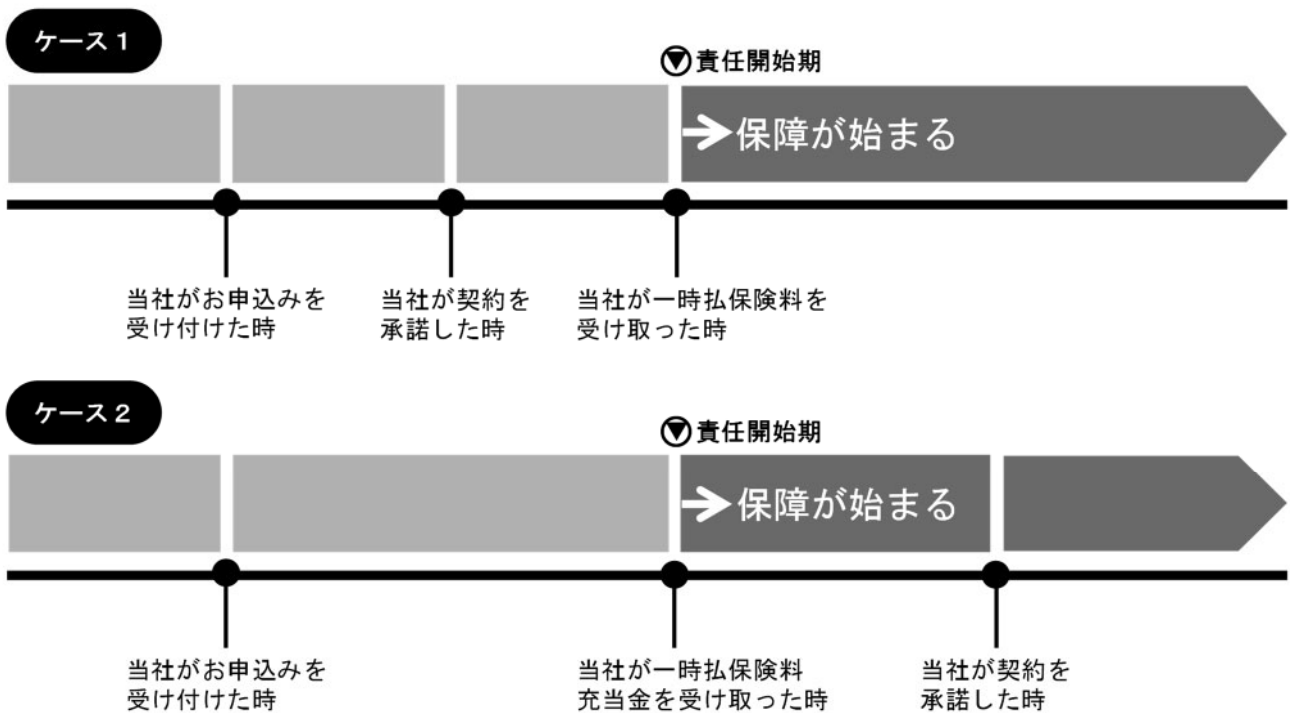 ケース1
責任開始期
保障が始まる
当社がお申込みを
受け付けた時
当社が契約を
承諾した時
当社が一時払保険料を
受け取った時
ケース2
責任開始期
保障が始まる
当社がお申込みを
受け付けた時
当社が一時払保険料
充当金を受け取った時
当社が契約を
承諾した時